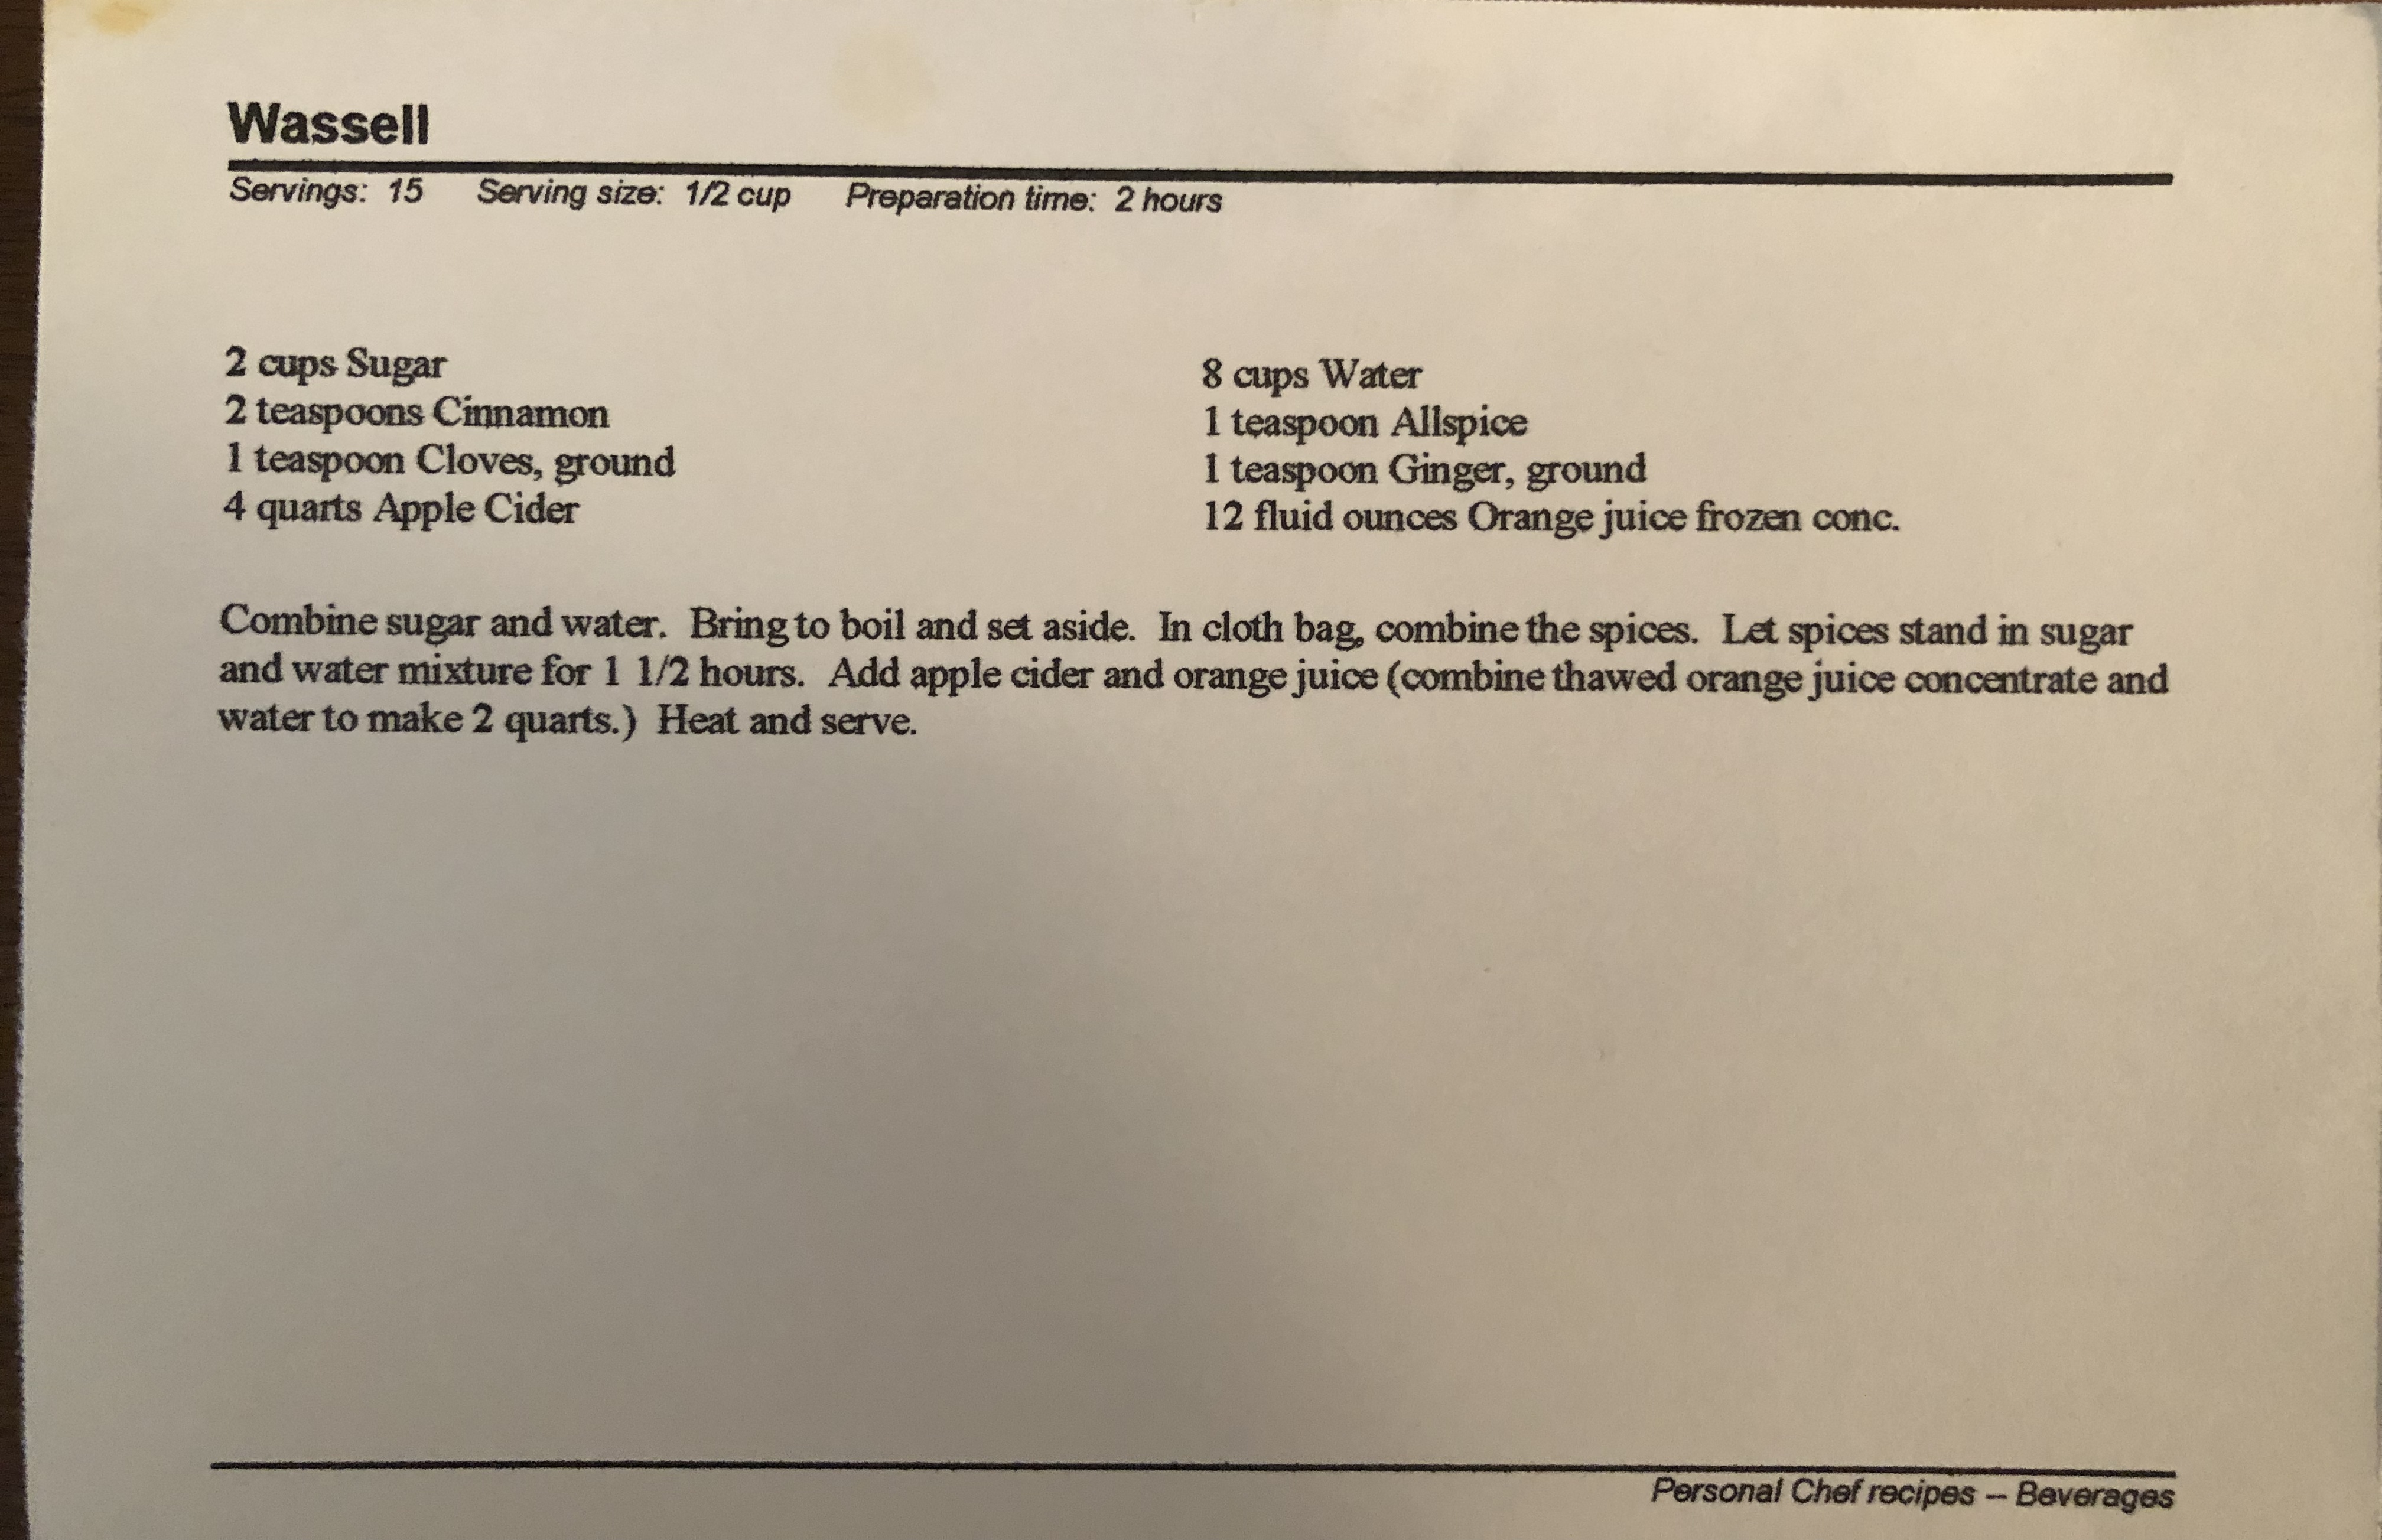 Wassell
Servings: 15 Serving size: 1/2 cup Preparation time: 2 hours
2 cups Sugar
2 teaspoons Cinnamon
1 teaspoon Cloves, ground
4 quarts Apple Cider
8 cups Water
1 teaspoon Allspice
1 teaspoon Ginger, ground
12 fluid ounces Orange juice frozen conc.
Combine sugar and water. Bring to boil and set aside. In cloth bag, combine the spices. Let spices stand in sugar
and water mixture for 1 1/2 hours. Add apple cider and orange juice (combine thawed orange juice concentrate and
water to make 2 quarts.) Heat and serve.
Personal Chef recipes -- Beverages